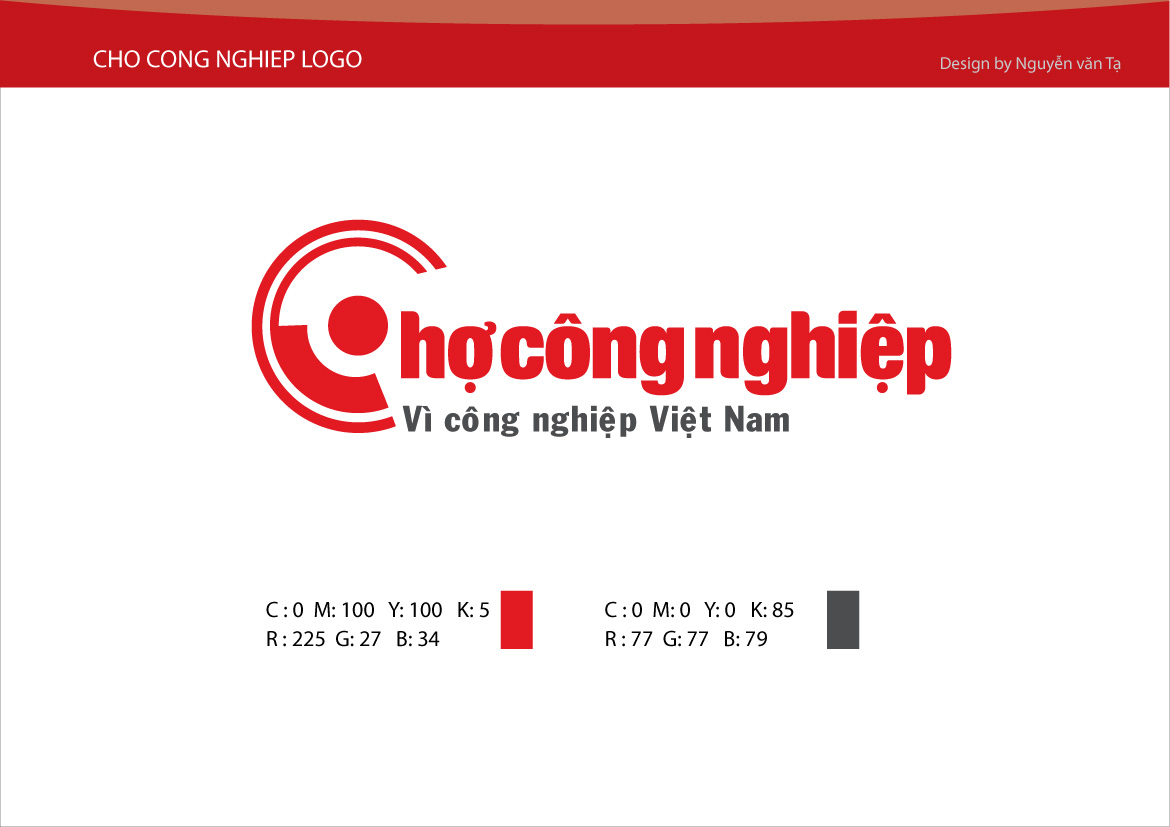 CHO CONG NGHIEP LOGO
Design by Nguyễn văn Tạ
Chợ công nghiệp
Vì công nghiệp Việt Nam
C : 0 M: 100 Y: 100 K: 5
R : 225 G: 27 B: 34
C : 0 M: 0 Y: 0 K: 85
R : 77 G: 77 B: 79